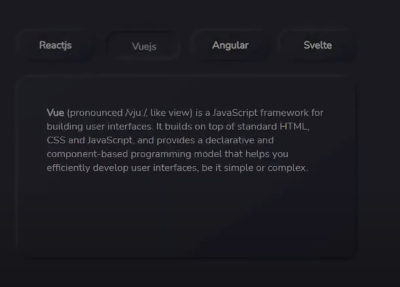 Reactjs
Vuejs
Angular
Svelte
Vue (pronounced /vju:/, like view) is a JavaScript framework for
building user interfaces. It builds on top of standard HTML,
CSS and JavaScript, and provides a declarative and
component-based programming model that helps you
efficiently develop user interfaces, be it simple or complex.